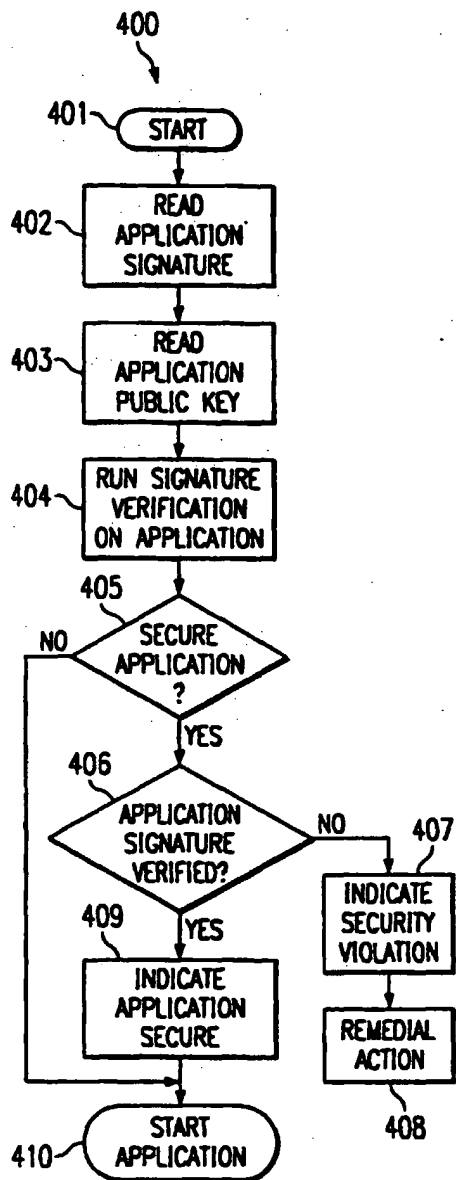 400
401
START
402
READ
APPLICATION
SIGNATURE
403
READ
APPLICATION
PUBLIC KEY
404
RUN SIGNATURE
VERIFICATION
ON APPLICATION
405
NO
SECURE
APPLICATION
?
YES
406
APPLICATION
SIGNATURE
VERIFIED?
NO
407
INDICATE
SECURITY
VIOLATION
YES
409
INDICATE
APPLICATION
SECURE
REMEDIAL
ACTION
408
START
APPLICATION
410